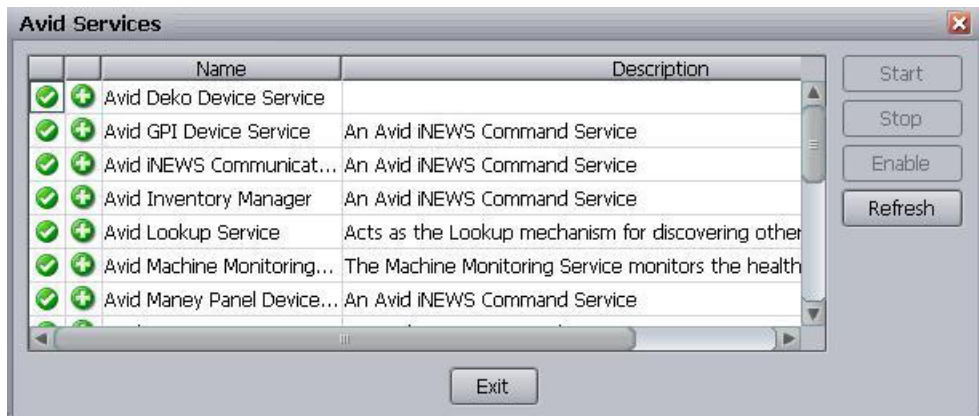 Avid Services
Name Description
Avid Deko Device Service
Avid GPI Device Service An Avid iNEWS Command Service
Avid iNEWS Communicat... An Avid iNEWS Command Service
Avid Inventory Manager An Avid iNEWS Command Service
Avid Lookup Service Acts as the Lookup mechanism for discovering other
Avid Machine Monitoring... The Machine Monitoring Service monitors the health
Avid Maney Panel Device... An Avid iNEWS Command Service
Start
Stop
Enable
Refresh
Exit